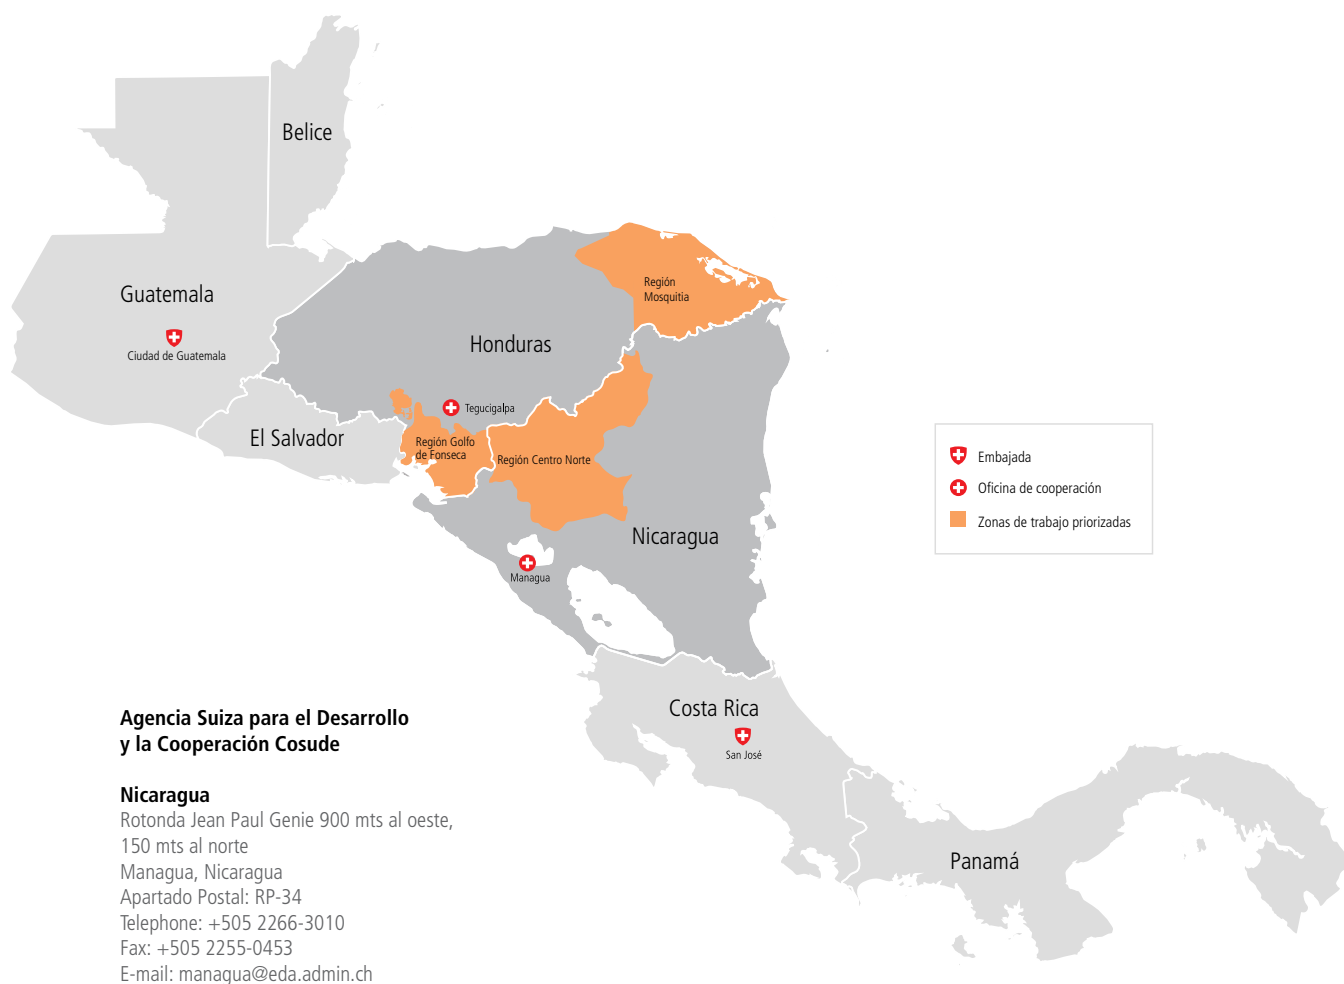 Belice
Guatemala
Ciudad de Guatemala
Región
Mosquitia
Honduras
Tegucigalpa
El Salvador
Región Golfo
de Fonseca
Región Centro Norte
Embajada
Oficina de cooperación
Zonas de trabajo priorizadas
Nicaragua
Managua
Costa Rica
San José
Panamá
Agencia Suiza para el Desarrollo
y la Cooperación Cosude
Nicaragua
Rotonda Jean Paul Genie 900 mts al oeste,
150 mts al norte
Managua, Nicaragua
Apartado Postal: RP-34
Telephone: +505 2266-3010
Fax: +505 2255-0453
E-mail: managua@eda.admin.ch